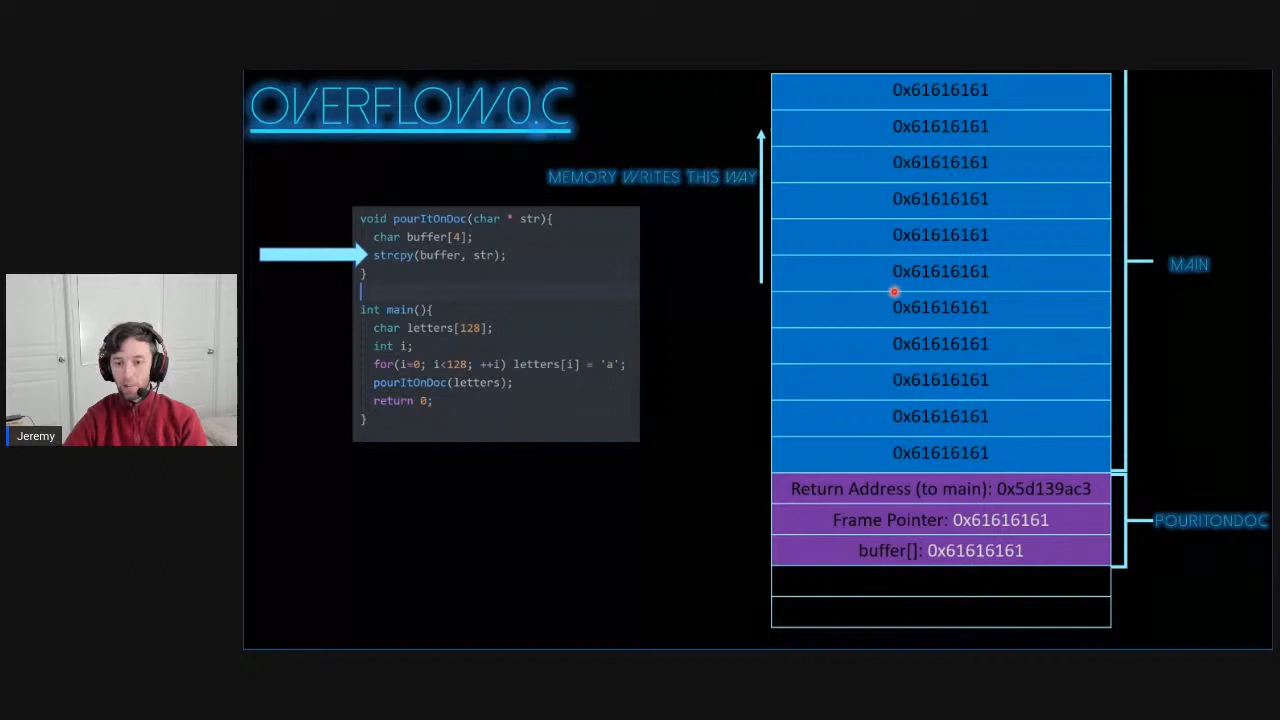 OVERFLOW0.C
MEMORY WRITES THIS WAY
void pourItOnDoc(char * str){
char buffer[4];
strcpy(buffer, str);
}
int main(){
char letters[128];
int i;
for(i=0; i<128; ++i) letters[i] = 'a';
pourItOnDoc(letters);
return 0;
}
0x61616161
0x61616161
0x61616161
0x61616161
0x61616161
0x61616161
0x61616161
0x61616161
0x61616161
0x61616161
0x61616161
Return Address (to main): 0x5d139ac3
Frame Pointer: 0x61616161
buffer[]: 0x61616161
MAIN
POURITONDOC
Jeremy